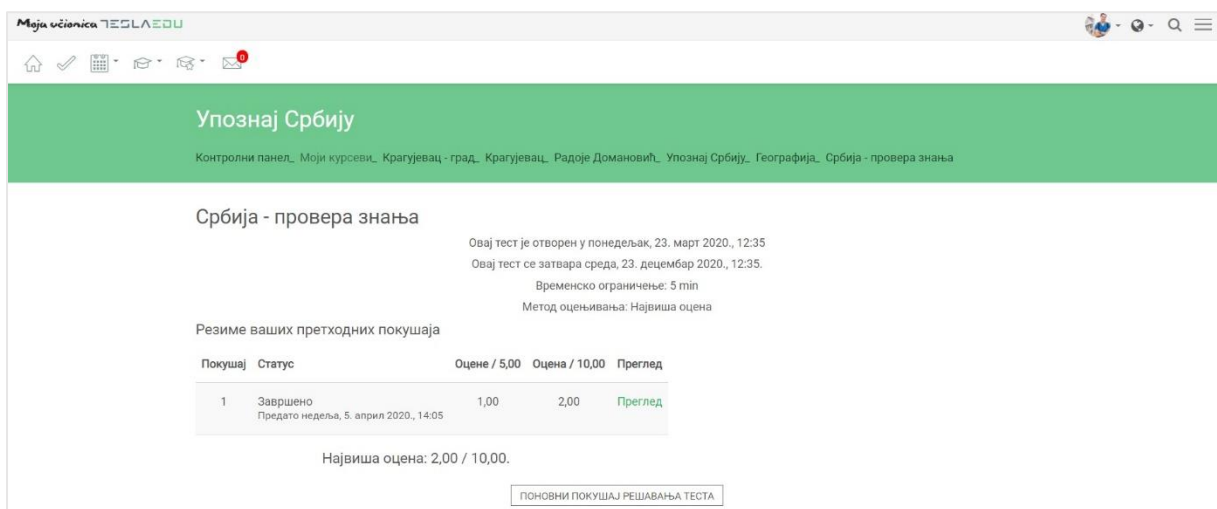 Moja učionica TESLAEDU
0
Упознај Србију
Контролни панел_ Моји курсеви_ Крагујевац - град_ Крагујевац_ Радоје Домановић_ Упознај Србију_ Географија_ Србија - провера знања
Србија - провера знања
Овај тест је отворен у понедељак, 23. март 2020., 12:35
Овај тест се затвара среда, 23. децембар 2020., 12:35.
Временско ограничење: 5 min
Метод оцењивања: Највиша оцена
Резиме ваших претходних покушаја
Покушај Статус Оцене / 5,00 Оцена / 10,00 Преглед
1 Завршено 1,00 2,00 Преглед
Предато недеља, 5. април 2020., 14:05
Највиша оцена: 2,00 / 10,00.
ПОНОВНИ ПОКУШАЈ РЕШАВАЊА ТЕСТА